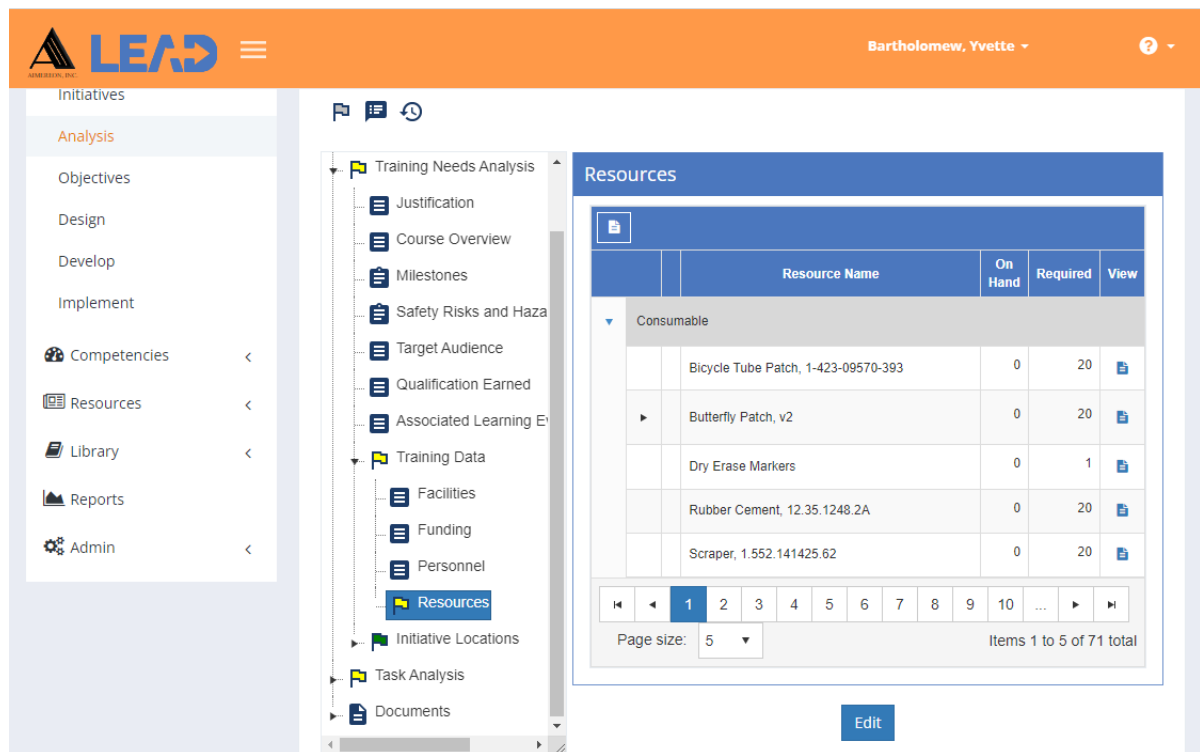 AIMEREON, INC.
LEAD
Bartholomew, Yvette
?
Initiatives
Analysis
Objectives
Design
Develop
Implement
Competencies
Resources
Library
Reports
Admin
Training Needs Analysis
Justification
Course Overview
Milestones
Safety Risks and Haza
Target Audience
Qualification Earned
Associated Learning Ev
Training Data
Facilities
Funding
Personnel
Resources
Initiative Locations
Task Analysis
Documents
Resources
Resource Name On Hand Required View
Consumable
Bicycle Tube Patch, 1-423-09570-393 0 20
Butterfly Patch, v2 0 20
Dry Erase Markers 0 1
Rubber Cement, 12.35.1248.2A 0 20
Scraper, 1.552.141425.62 0 20
1 2 3 4 5 6 7 8 9 10 ...
Page size: 5 Items 1 to 5 of 71 total
Edit